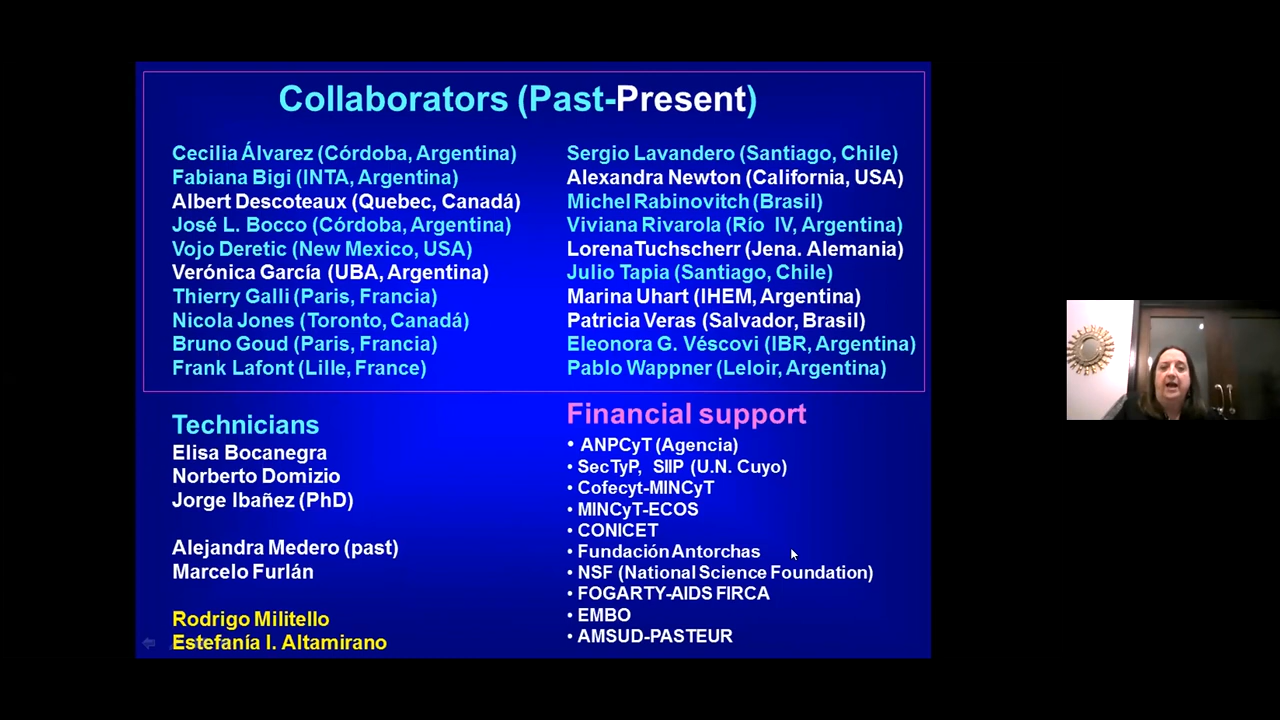 Collaborators (Past-Present)
Cecilia Álvarez (Córdoba, Argentina)
Fabiana Bigi (INTA, Argentina)
Albert Descoteaux (Quebec, Canadá)
José L. Bocco (Córdoba, Argentina)
Vojo Deretic (New Mexico, USA)
Verónica García (UBA, Argentina)
Thierry Galli (Paris, Francia)
Nicola Jones (Toronto, Canadá)
Bruno Goud (Paris, Francia)
Frank Lafont (Lille, France)
Sergio Lavandero (Santiago, Chile)
Alexandra Newton (California, USA)
Michel Rabinovitch (Brasil)
Viviana Rivarola (Río IV, Argentina)
Lorena Tuchscherr (Jena. Alemania)
Julio Tapia (Santiago, Chile)
Marina Uhart (IHEM, Argentina)
Patricia Veras (Salvador, Brasil)
Eleonora G. Véscovi (IBR, Argentina)
Pablo Wappner (Leloir, Argentina)
Technicians
Elisa Bocanegra
Norberto Domizio
Jorge Ibañez (PhD)
Alejandra Medero (past)
Marcelo Furlán
Rodrigo Militello
Estefanía I. Altamirano
Financial support
• ANPCyT (Agencia)
• SecTyP, SIIP (U.N. Cuyo)
• Cofecyt-MINCyT
• MINCyT-ECOS
• CONICET
• Fundación Antorchas
• NSF (National Science Foundation)
• FOGARTY-AIDS FIRCA
• EMBO
• AMSUD-PASTEUR